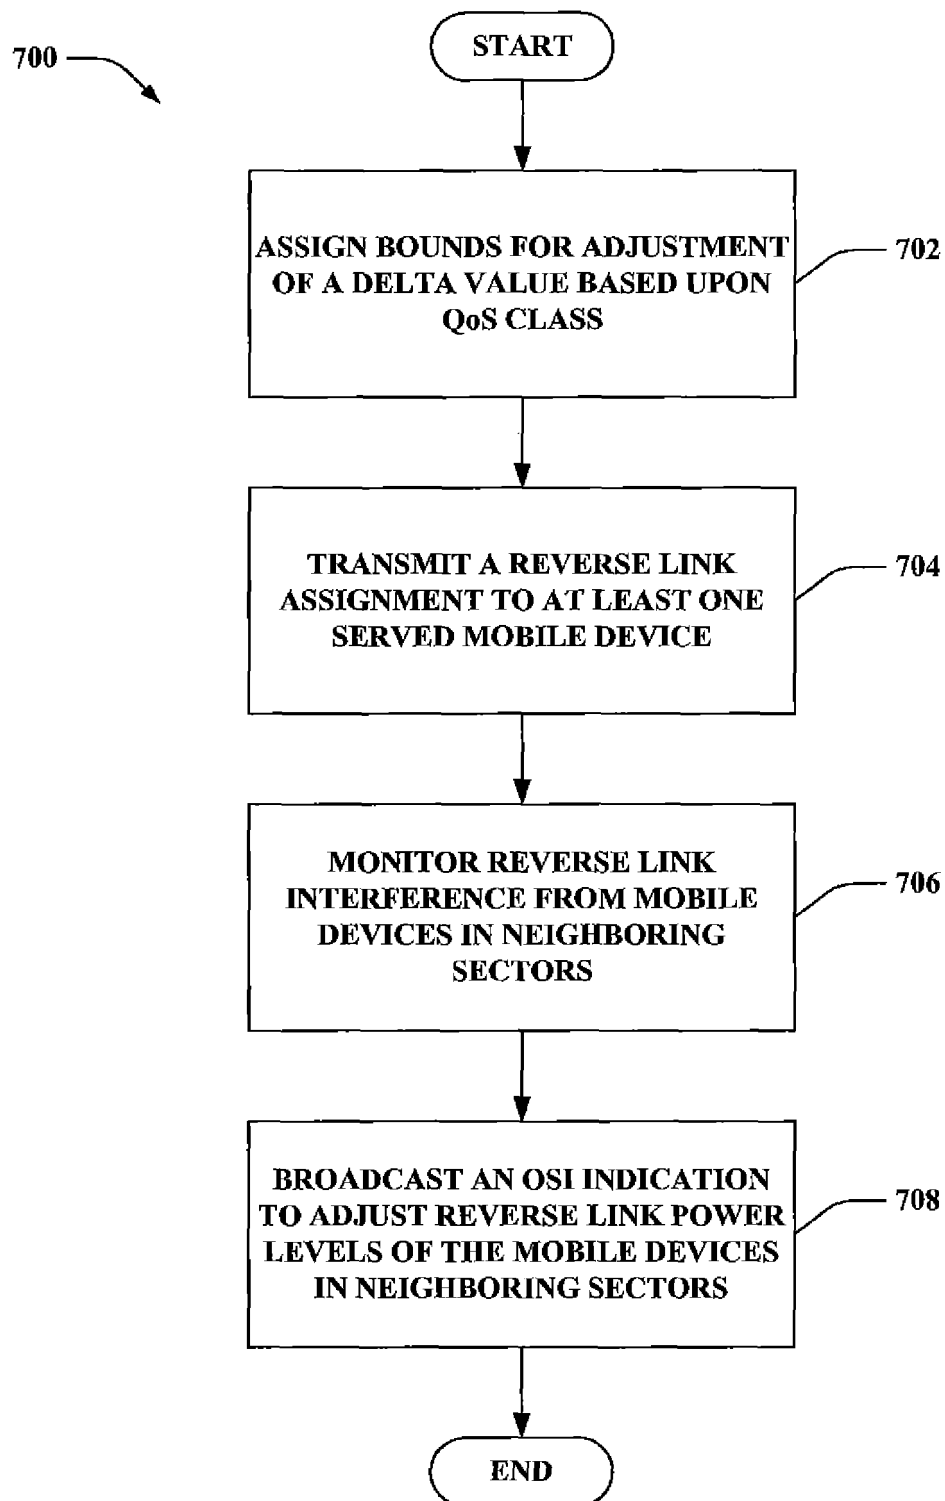 START
700
ASSIGN BOUNDS FOR ADJUSTMENT
OF A DELTA VALUE BASED UPON
QoS CLASS
702
TRANSMIT A REVERSE LINK
ASSIGNMENT TO AT LEAST ONE
SERVED MOBILE DEVICE
704
MONITOR REVERSE LINK
INTERFERENCE FROM MOBILE
DEVICES IN NEIGHBORING
SECTORS
706
BROADCAST AN OSI INDICATION
TO ADJUST REVERSE LINK POWER
LEVELS OF THE MOBILE DEVICES
IN NEIGHBORING SECTORS
708
END